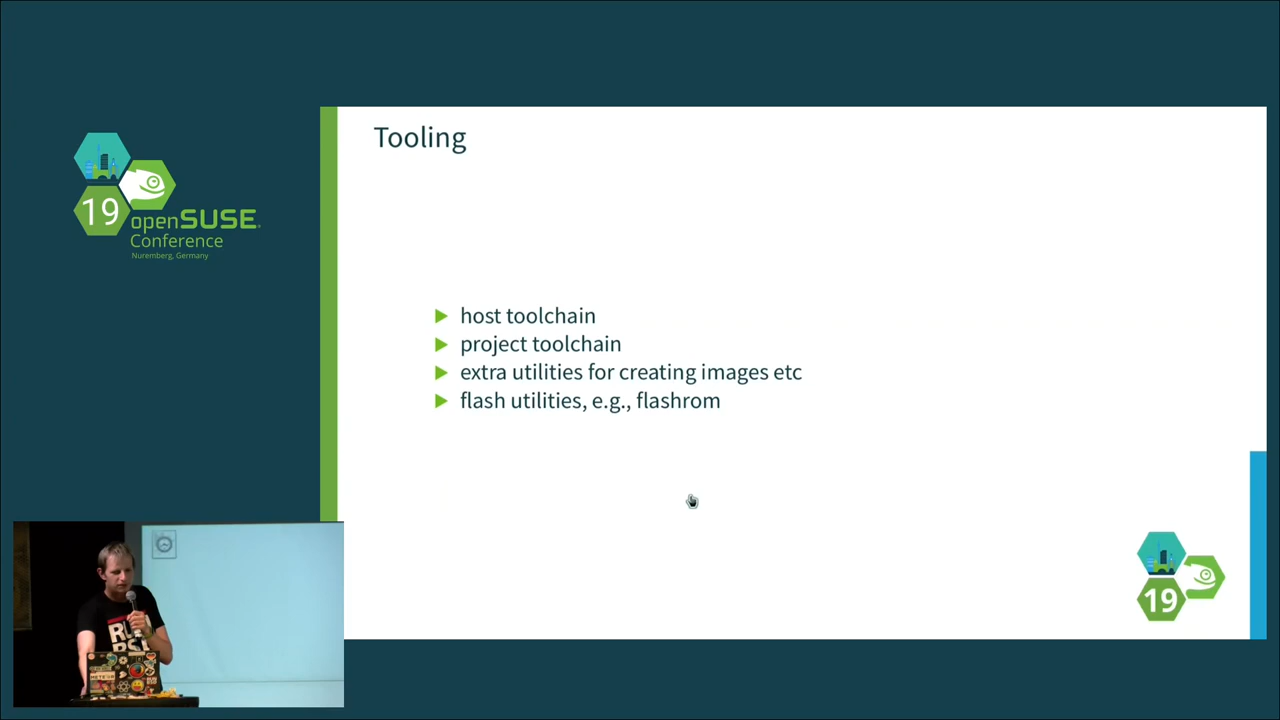 Tooling
19
openSUSE
Conference
Nuremberg, Germany
host toolchain
project toolchain
extra utilities for creating images etc
flash utilities, e.g., flashrom
19
METEOR